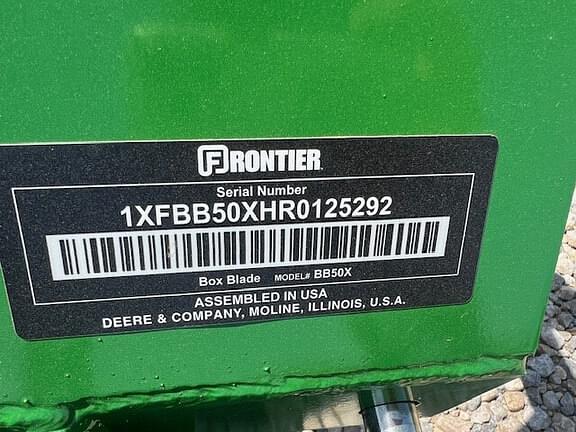 FRONTIER
Serial Number
1XFBB50XHR0125292
Box Blade MODEL# BB50X
ASSEMBLED IN USA
DEERE & COMPANY, MOLINE, ILLINOIS, U.S.A.